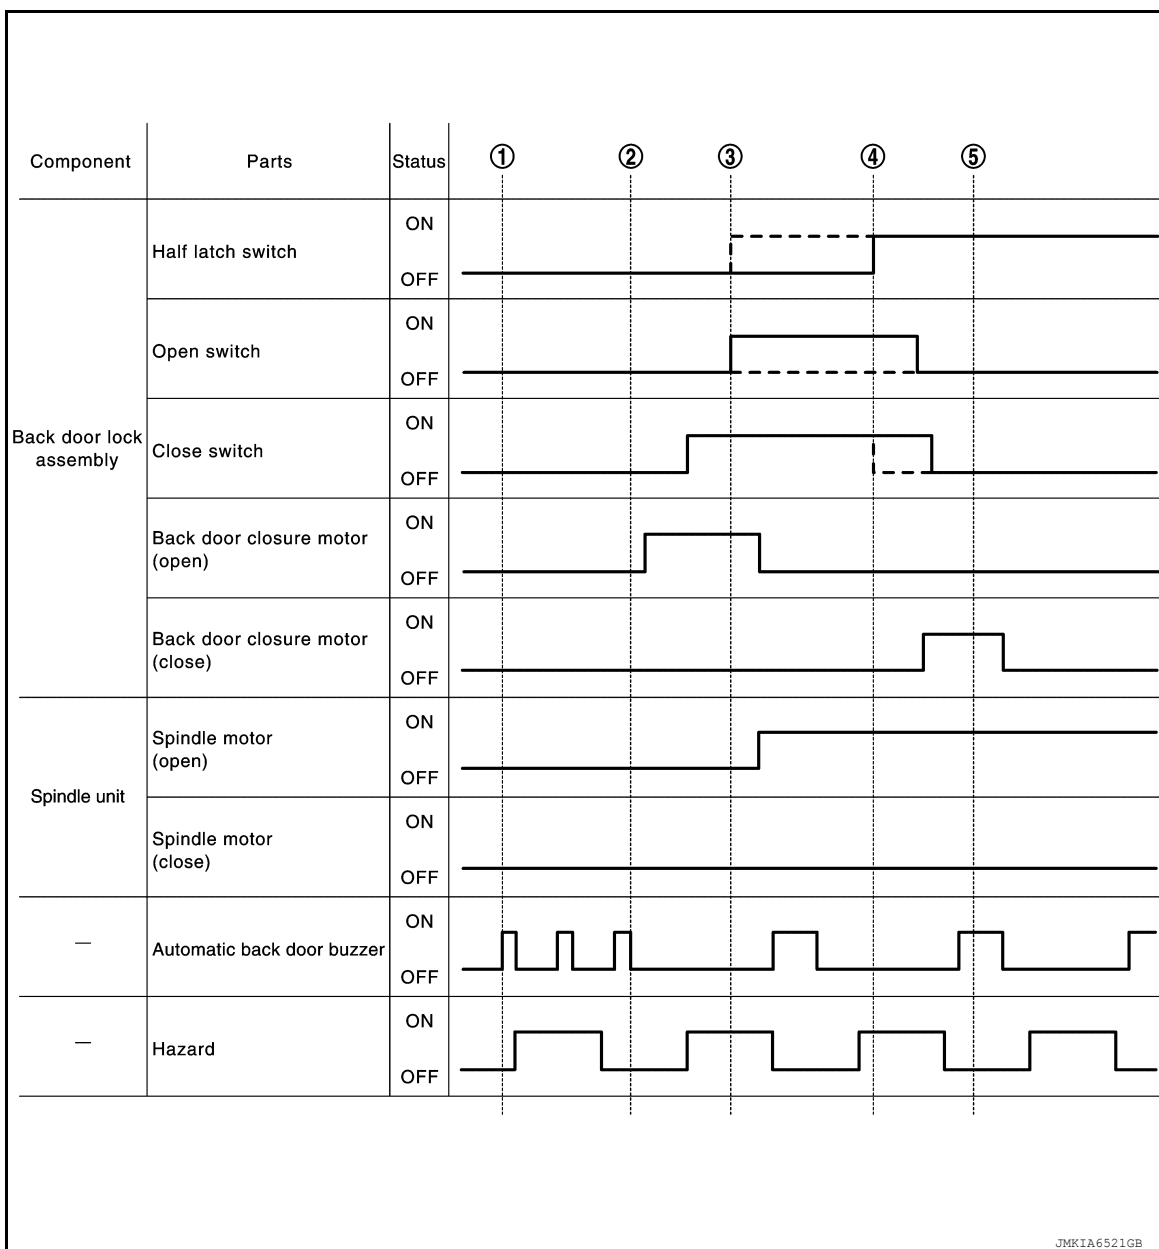 Component
Parts
Status
①
②
③
④
⑤
Back door lock
assembly
Half latch switch
ON
OFF
Open switch
ON
OFF
Close switch
ON
OFF
Back door closure motor
(open)
ON
OFF
Back door closure motor
(close)
ON
OFF
Spindle unit
Spindle motor
(open)
ON
OFF
Spindle motor
(close)
ON
OFF
—
Automatic back door buzzer
ON
OFF
—
Hazard
ON
OFF
JMKIA6521GB